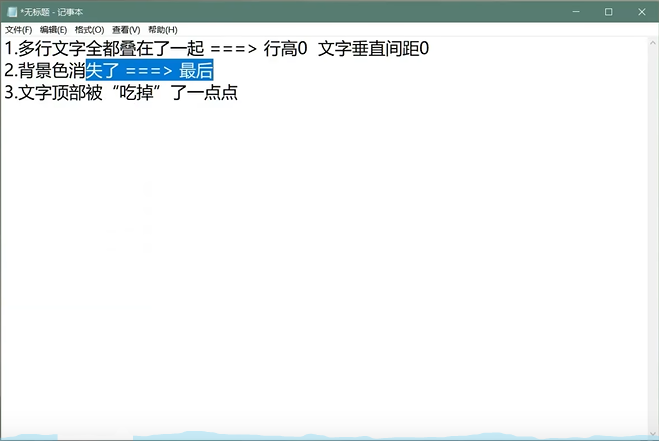 *无标题 - 记事本
文件(F) 编辑(E) 格式(O) 查看(V) 帮助(H)
1.多行文字全都叠在了一起 ===> 行高0  文字垂直间距0
2.背景色消失了 ===> 最后
3.文字顶部被“吃掉”了一点点